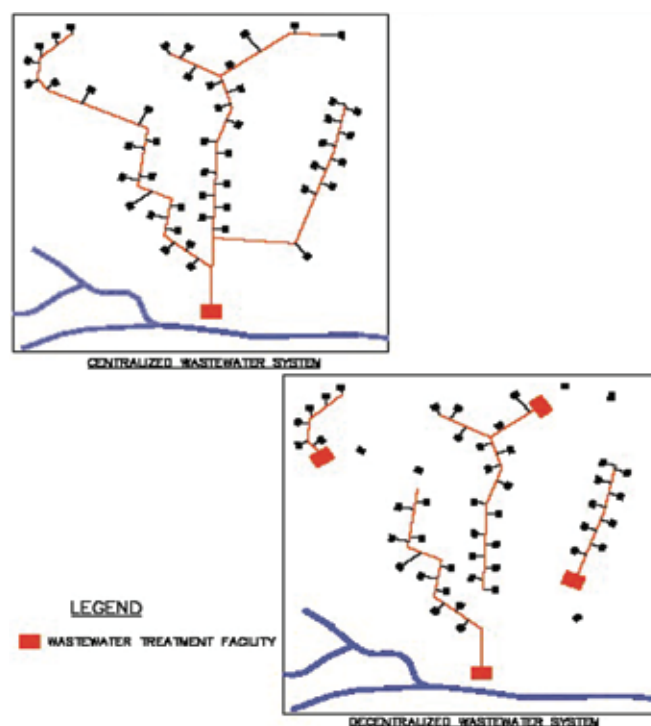 CENTRALIZED WASTEWATER SYSTEM
LEGEND
WASTEWATER TREATMENT FACILITY
DECENTRALIZED WASTEWATER SYSTEM